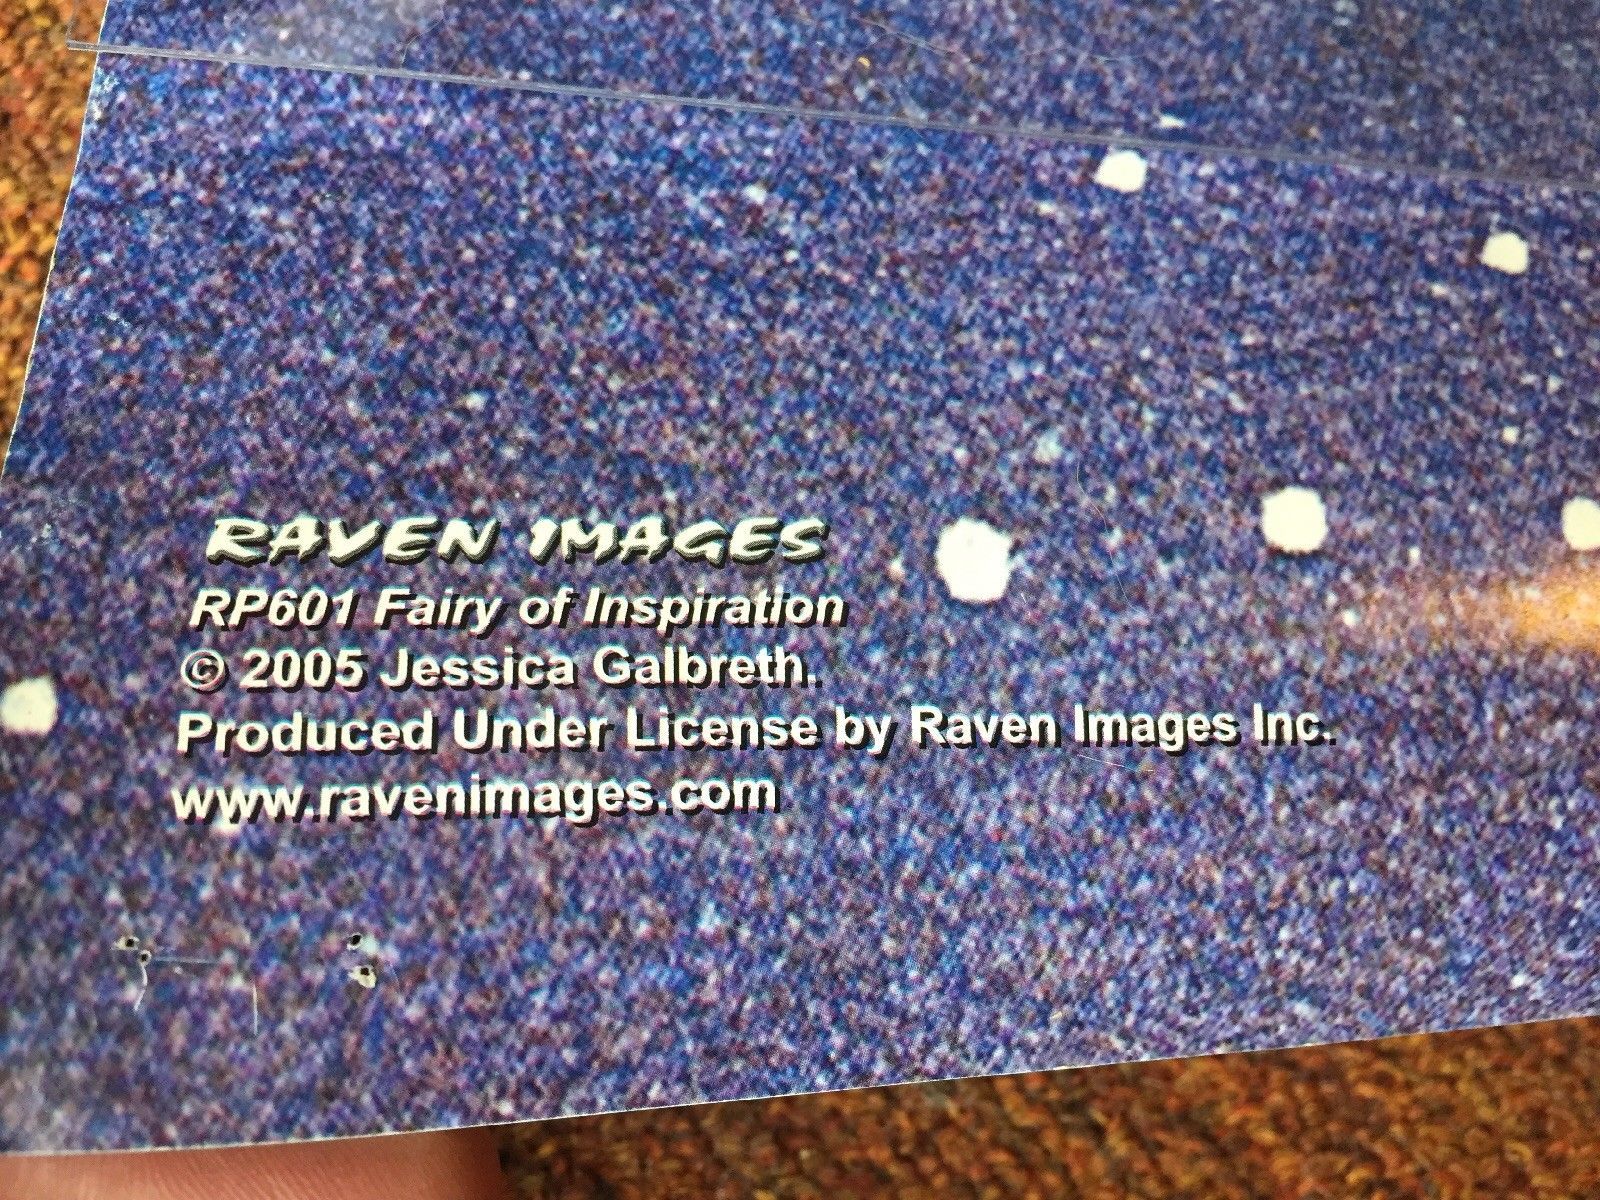 RAVEN IMAGES
RP601 Fairy of Inspiration
© 2005 Jessica Galbreth.
Produced Under License by Raven Images Inc.
www.ravenimages.com